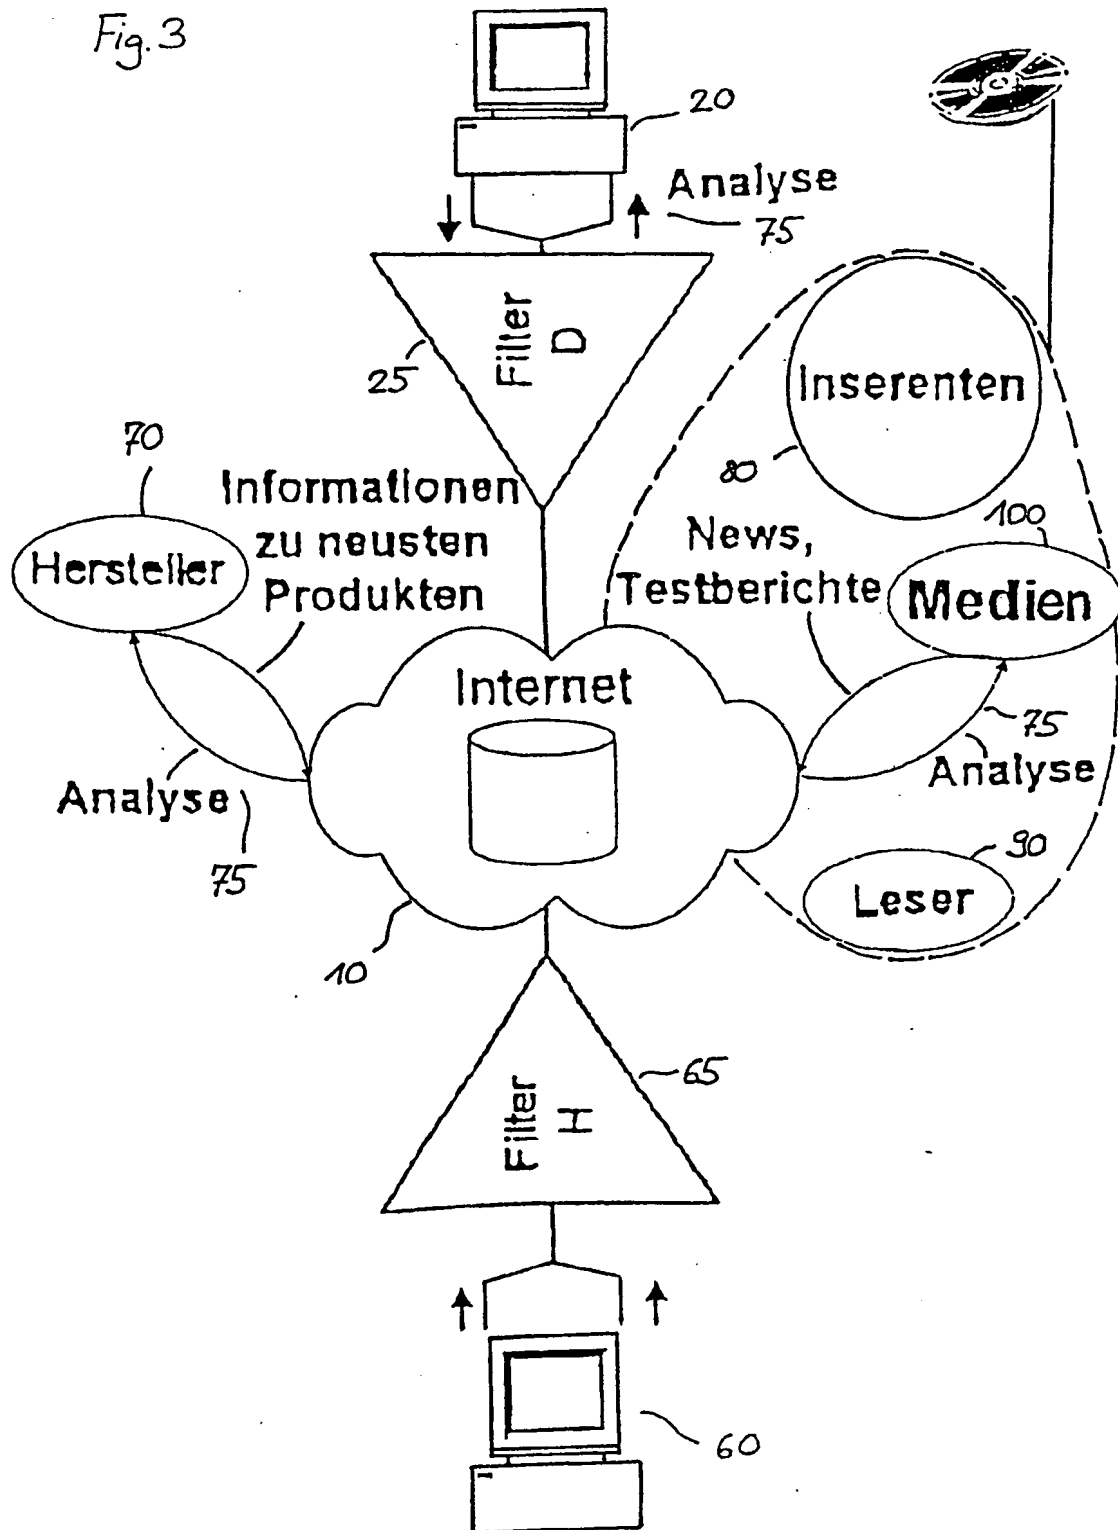 Fig. 3
20
Analyse
75
Filter
D
25
Inserenten
80
70
Informationen
zu neusten
Produkten
Hersteller
News,
Testberichte
100
Medien
Internet
75
Analyse
Analyse
75
90
Leser
10
65
Filter
H
60